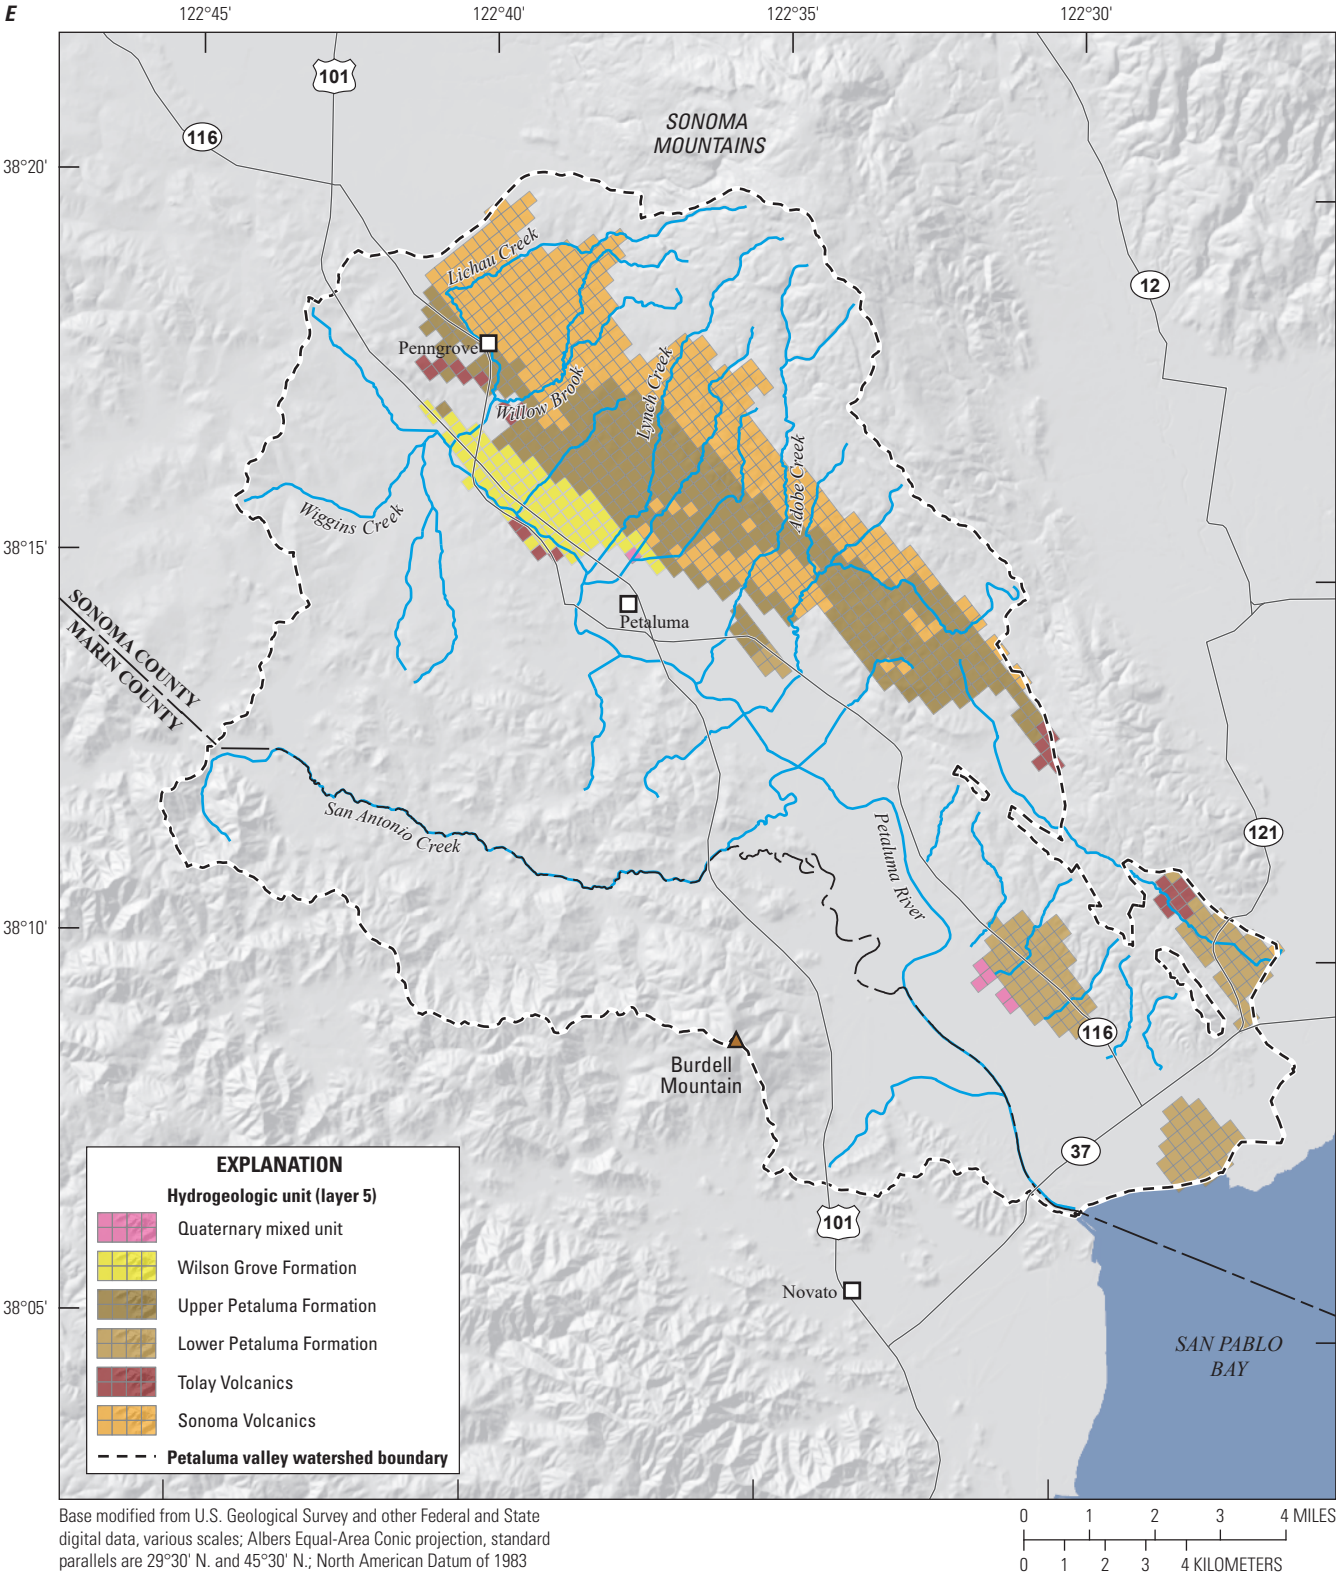 E
122°45' 122°40' 122°35' 122°30'
101
116
SONOMA
MOUNTAINS
38°20'
Lichau Creek
12
Penngrove
Willow Brook
Lynch Creek
Adobe Creek
Wiggins Creek
38°15'
SONOMA COUNTY
MARIN COUNTY
Petaluma
San Antonio Creek
Petaluma River
121
38°10'
116
Burdell
Mountain
37
101
Novato
38°05'
SAN PABLO
BAY
EXPLANATION
Hydrogeologic unit (layer 5)
Quaternary mixed unit
Wilson Grove Formation
Upper Petaluma Formation
Lower Petaluma Formation
Tolay Volcanics
Sonoma Volcanics
Petaluma valley watershed boundary
Base modified from U.S. Geological Survey and other Federal and State
digital data, various scales; Albers Equal-Area Conic projection, standard
parallels are 29°30' N. and 45°30' N.; North American Datum of 1983
0 1 2 3 4 MILES
0 1 2 3 4 KILOMETERS